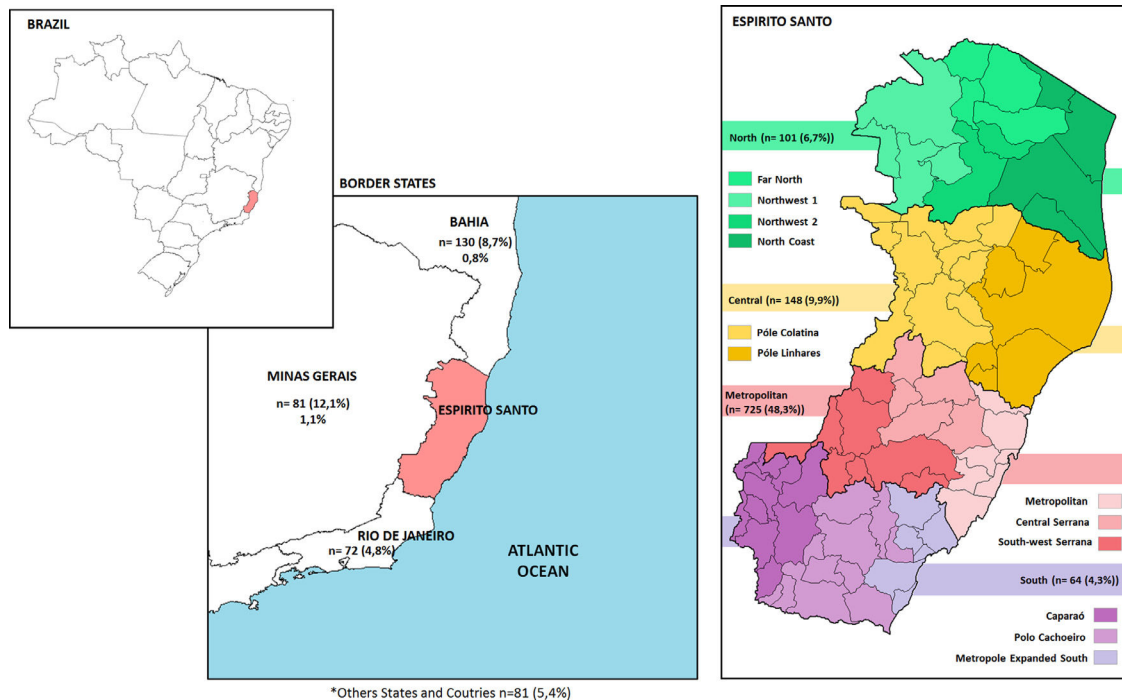 BRAZIL
BORDER STATES
BAHIA
n= 130 (8,7%)
0,8%
MINAS GERAIS
n= 81 (12,1%)
1,1%
ESPIRITO SANTO
RIO DE JANEIRO
n= 72 (4,8%)
ATLANTIC
OCEAN
*Others States and Coutries n=81 (5,4%)
ESPIRITO SANTO
North (n= 101 (6,7%))
Far North
Northwest 1
Northwest 2
North Coast
Central (n= 148 (9,9%))
Póle Colatina
Póle Linhares
Metropolitan
(n= 725 (48,3%))
Metropolitan
Central Serrana
South-west Serrana
South (n= 64 (4,3%))
Caparaó
Polo Cachoeiro
Metropole Expanded South